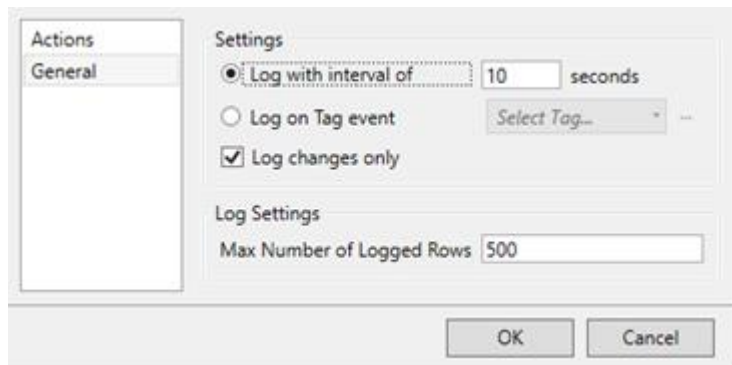 Actions
General
Settings
Log with interval of 10 seconds
Log on Tag event Select Tag... ...
Log changes only
Log Settings
Max Number of Logged Rows 500
OK Cancel